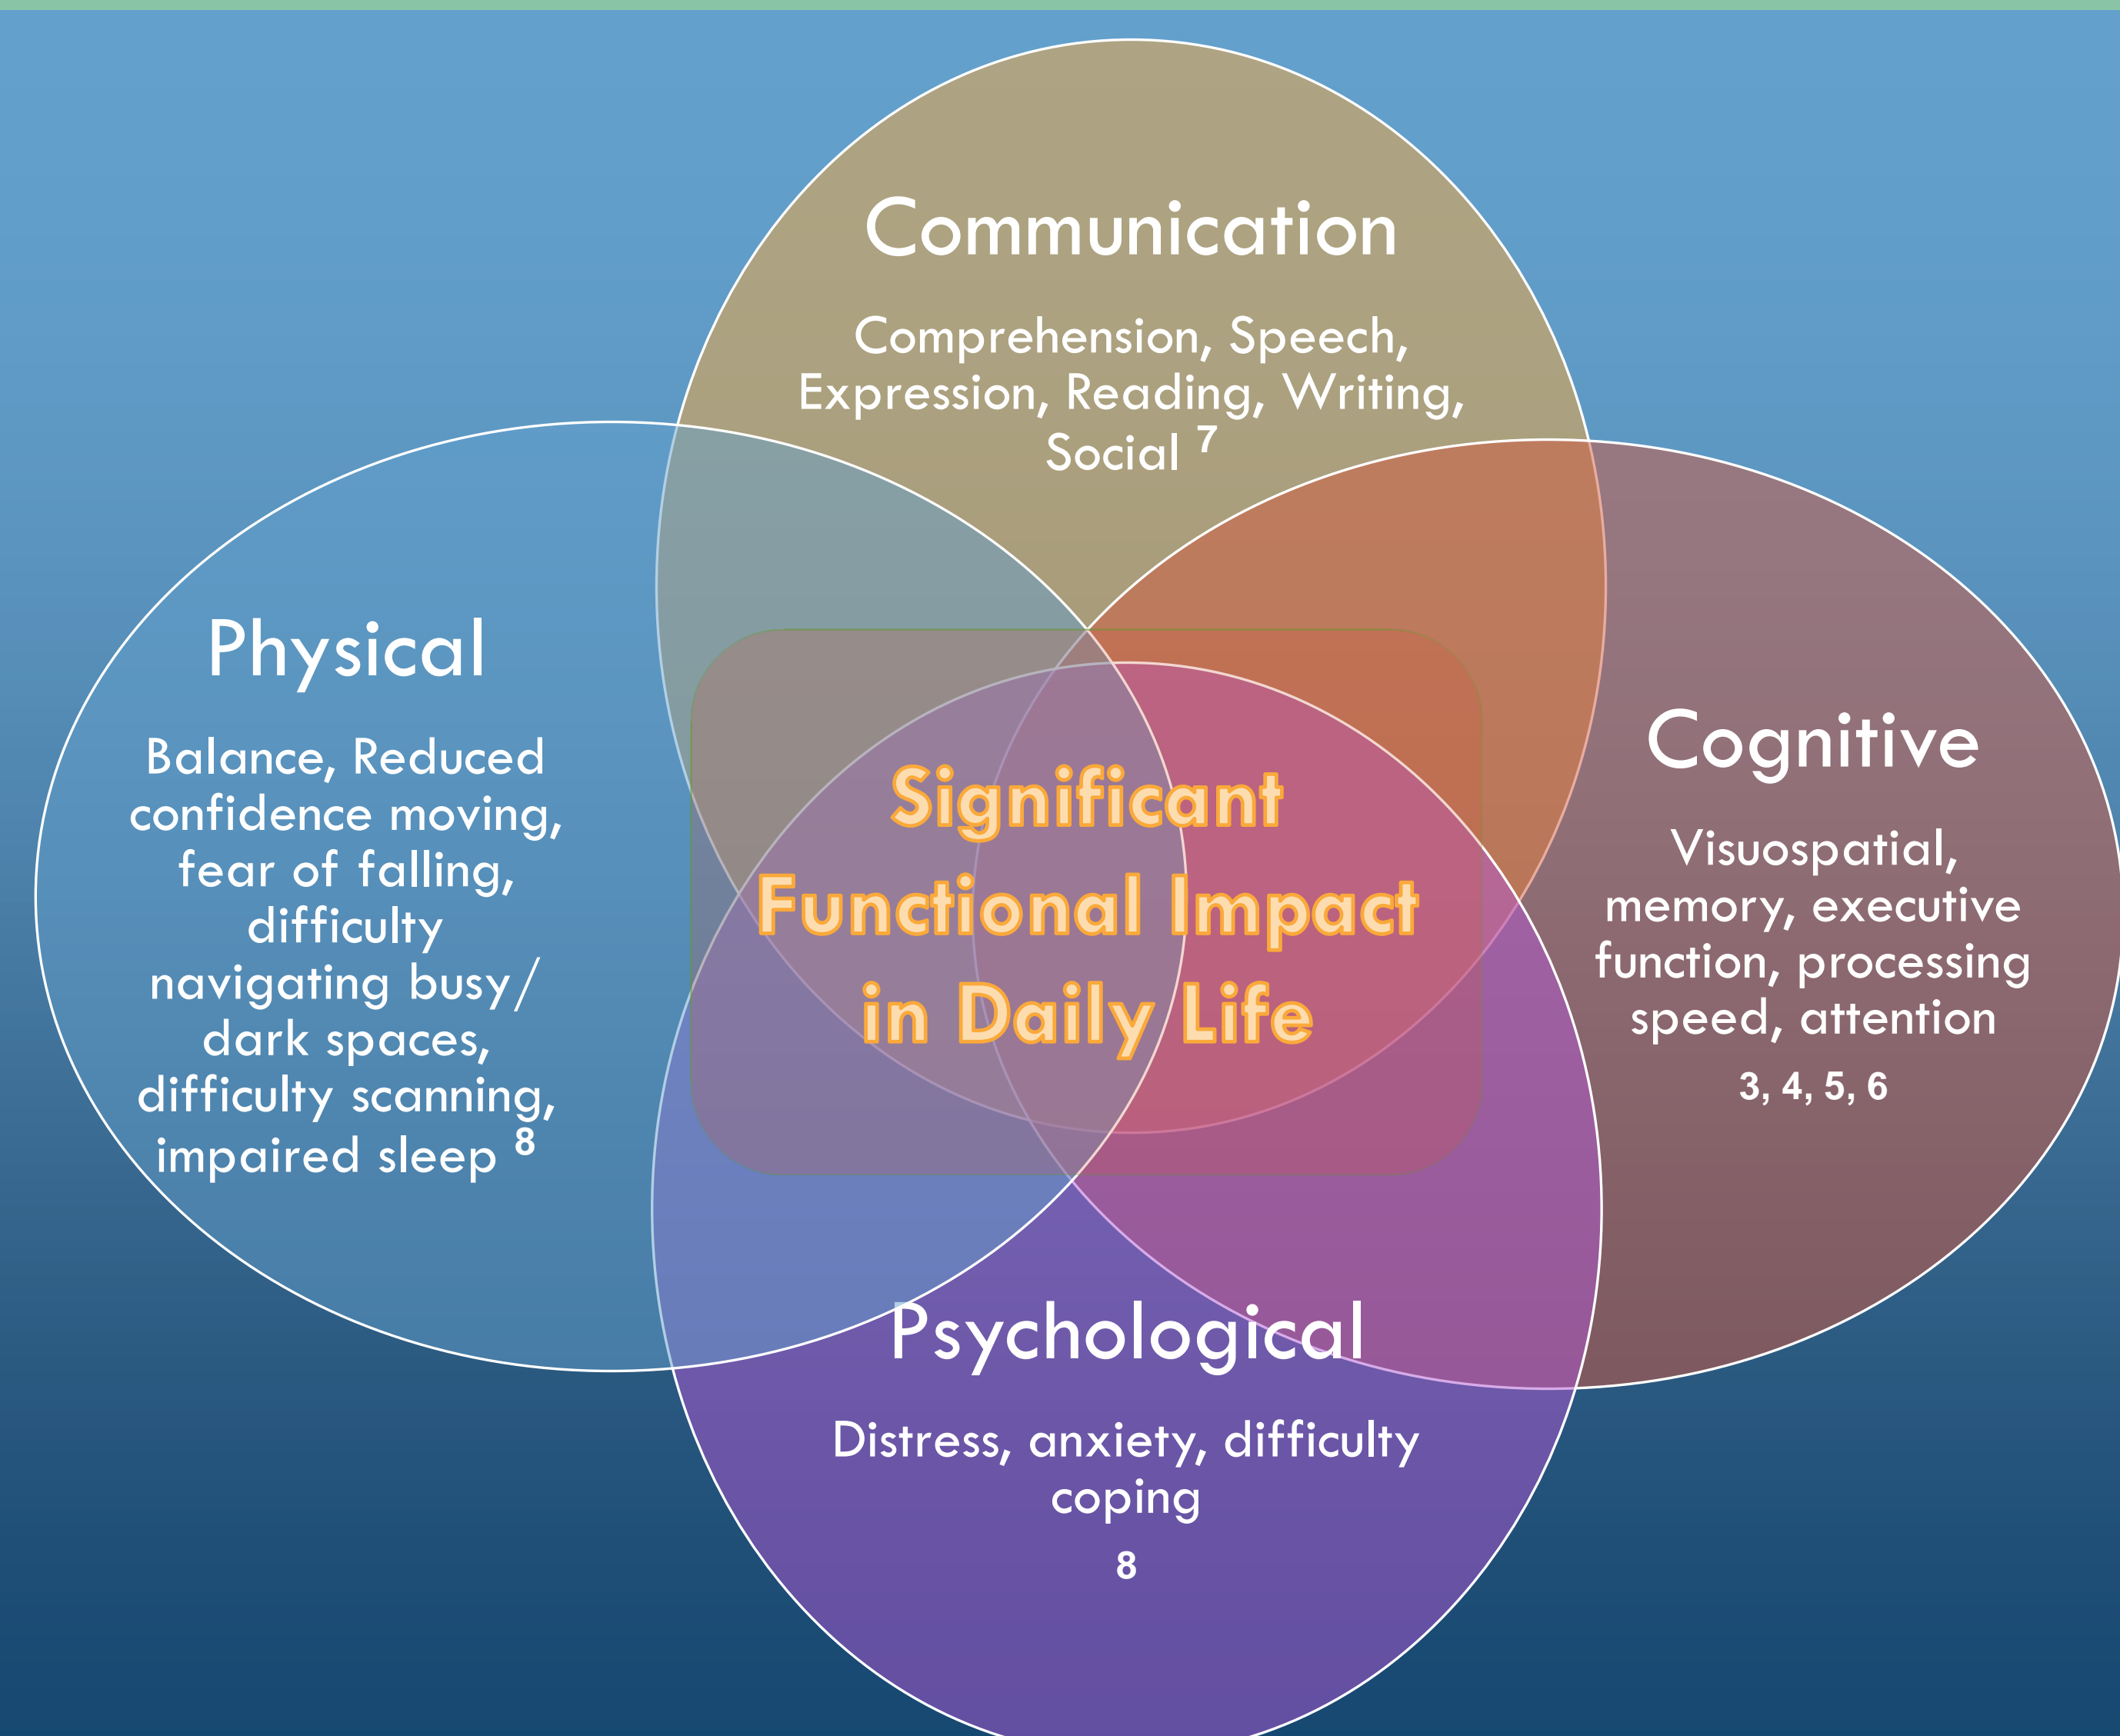 Communication
Comprehension, Speech,
Expression, Reading, Writing,
Social 7
Physical
Balance, Reduced
confidence moving,
fear of falling,
difficulty
navigating busy/
dark spaces,
difficulty scanning,
impaired sleep 8
Significant
Functional Impact
in Daily Life
Cognitive
Visuospatial,
memory, executive
function, processing
speed, attention
3, 4, 5, 6
Psychological
Distress, anxiety, difficulty
coping
8